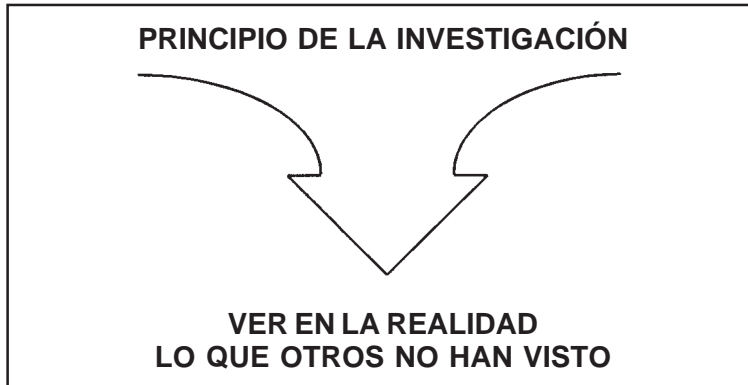 PRINCIPIO DE LA INVESTIGACIÓN
VER EN LA REALIDAD
LO QUE OTROS NO HAN VISTO